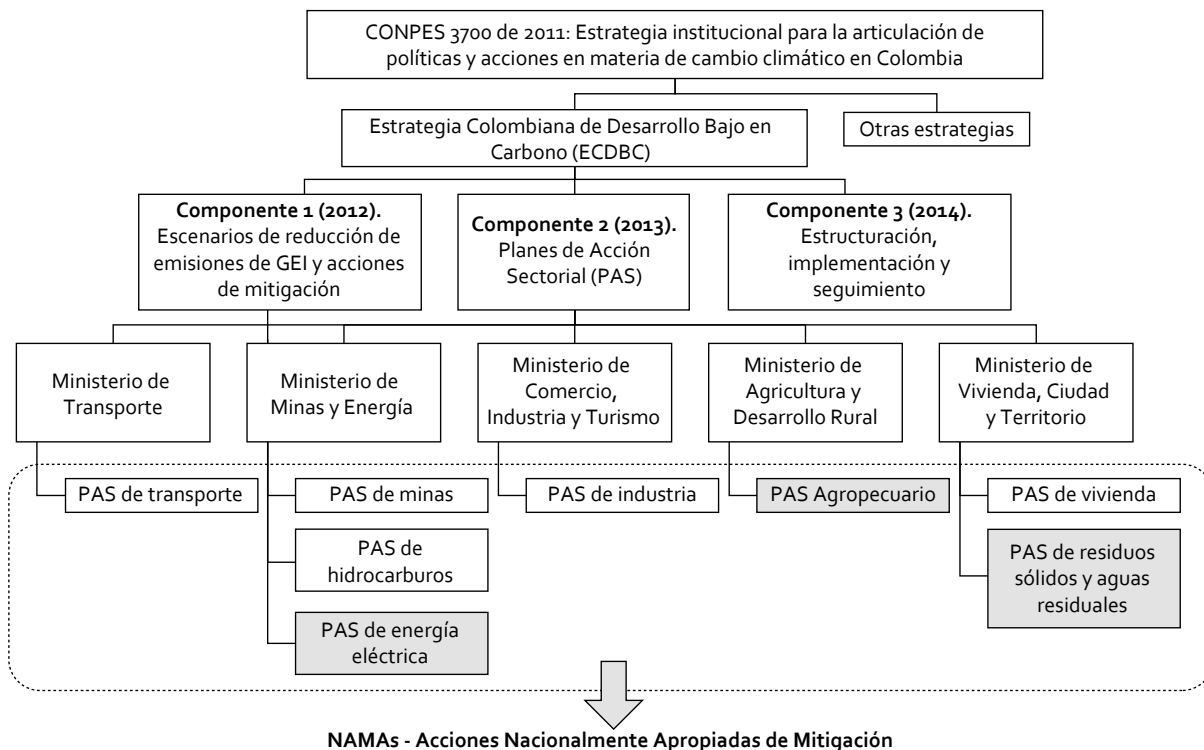 CONPES 3700 de 2011: Estrategia institucional para la articulación de
políticas y acciones en materia de cambio climático en Colombia
Estrategia Colombiana de Desarrollo Bajo en
Carbono (ECDBC)
Otras estrategias
Componente 1 (2012).
Escenarios de reducción de
emisiones de GEI y acciones
de mitigación
Componente 2 (2013).
Planes de Acción
Sectorial (PAS)
Componente 3 (2014).
Estructuración,
implementación y
seguimiento
Ministerio de
Transporte
Ministerio de
Minas y Energía
Ministerio de
Comercio,
Industria y Turismo
Ministerio de
Agricultura y
Desarrollo Rural
Ministerio de
Vivienda, Ciudad
y Territorio
PAS de transporte
PAS de minas
PAS de industria
PAS Agropecuario
PAS de vivienda
PAS de
hidrocarburos
PAS de residuos
sólidos y aguas
residuales
PAS de energía
eléctrica
NAMAs - Acciones Nacionalmente Apropiadas de Mitigación